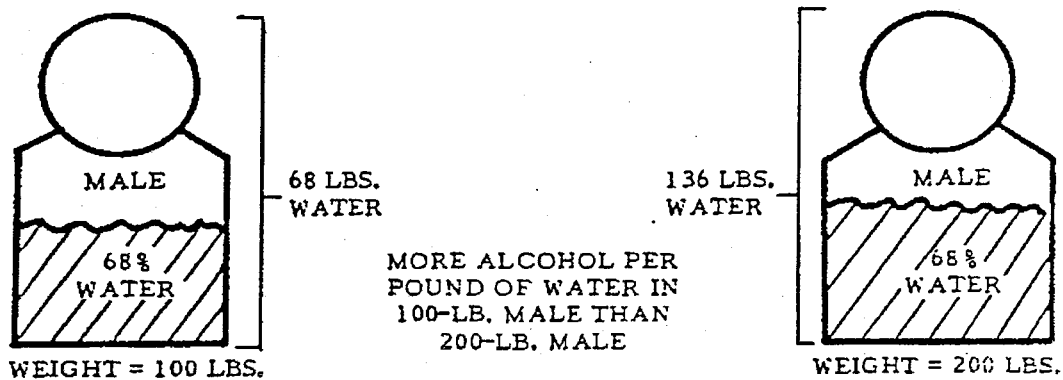 MALE
68 LBS.
WATER
68%
WATER
WEIGHT = 100 LBS.
MORE ALCOHOL PER
POUND OF WATER IN
100-LB. MALE THAN
200-LB. MALE
136 LBS.
WATER
MALE
68%
WATER
WEIGHT = 200 LBS.